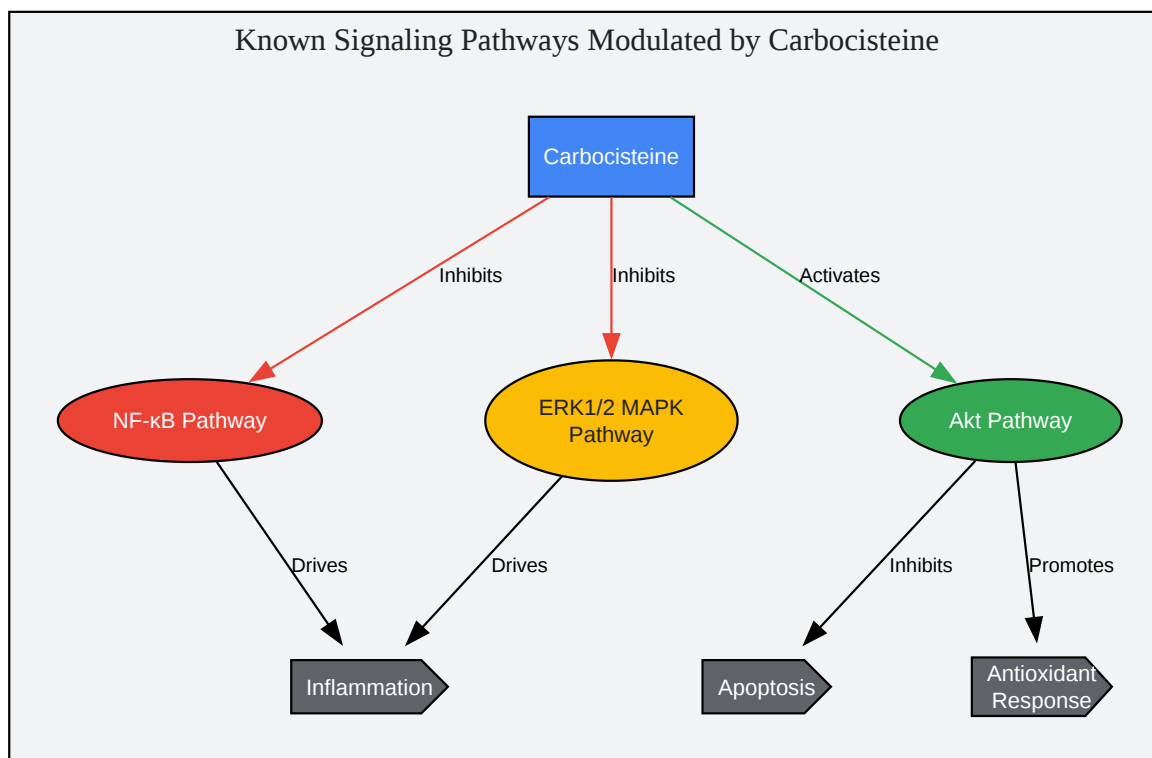 Known Signaling Pathways Modulated by Carbocisteine
Carbocisteine
Inhibits
Inhibits
Activates
NF-κB Pathway
ERK1/2 MAPK
Pathway
Akt Pathway
Drives
Drives
Inhibits
Promotes
Inflammation
Apoptosis
Antioxidant
Response